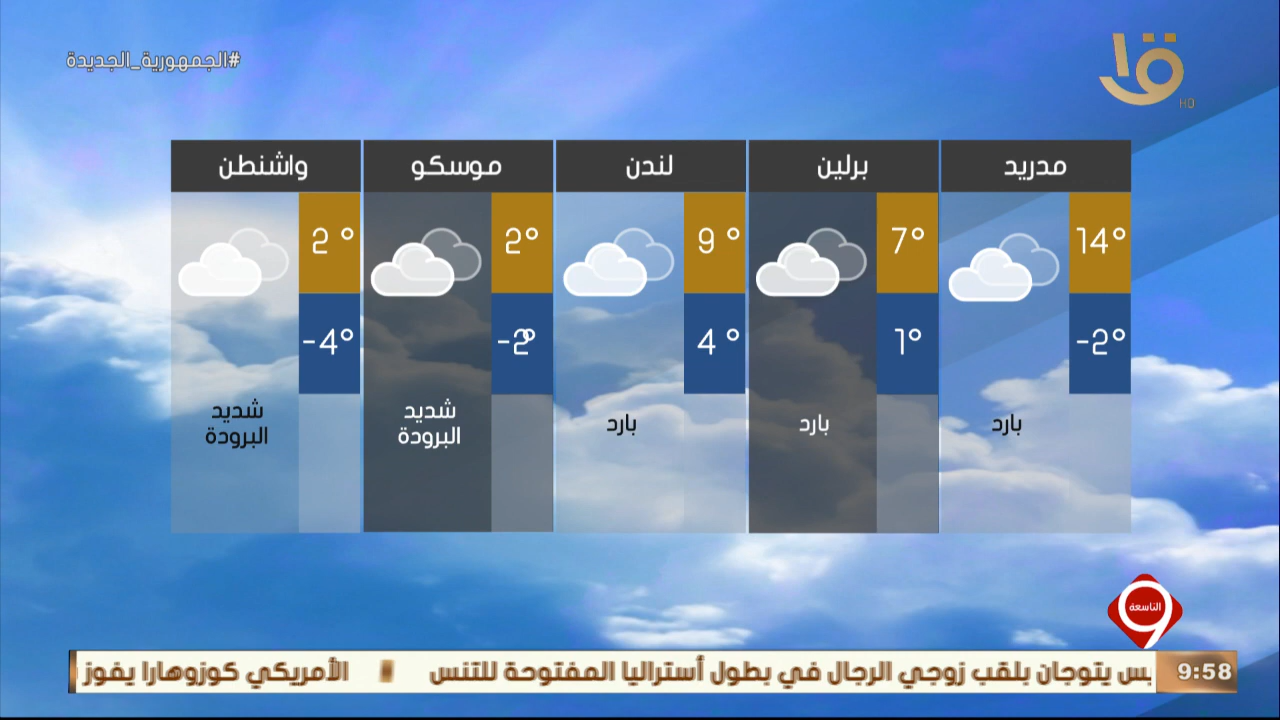 #الجمهورية_الجديدة
HD
مدريد
14°
-2°
بارد
برلين
7°
1°
بارد
لندن
9°
4°
بارد
موسكو
2°
-2°
شديد
البرودة
واشنطن
2°
-4°
شديد
البرودة
9
التاسعة
9:58
بس يتوجان بلقب زوجي الرجال في بطول أستراليا المفتوحة للتنس
الأمريكي كوزوهارا يفوز